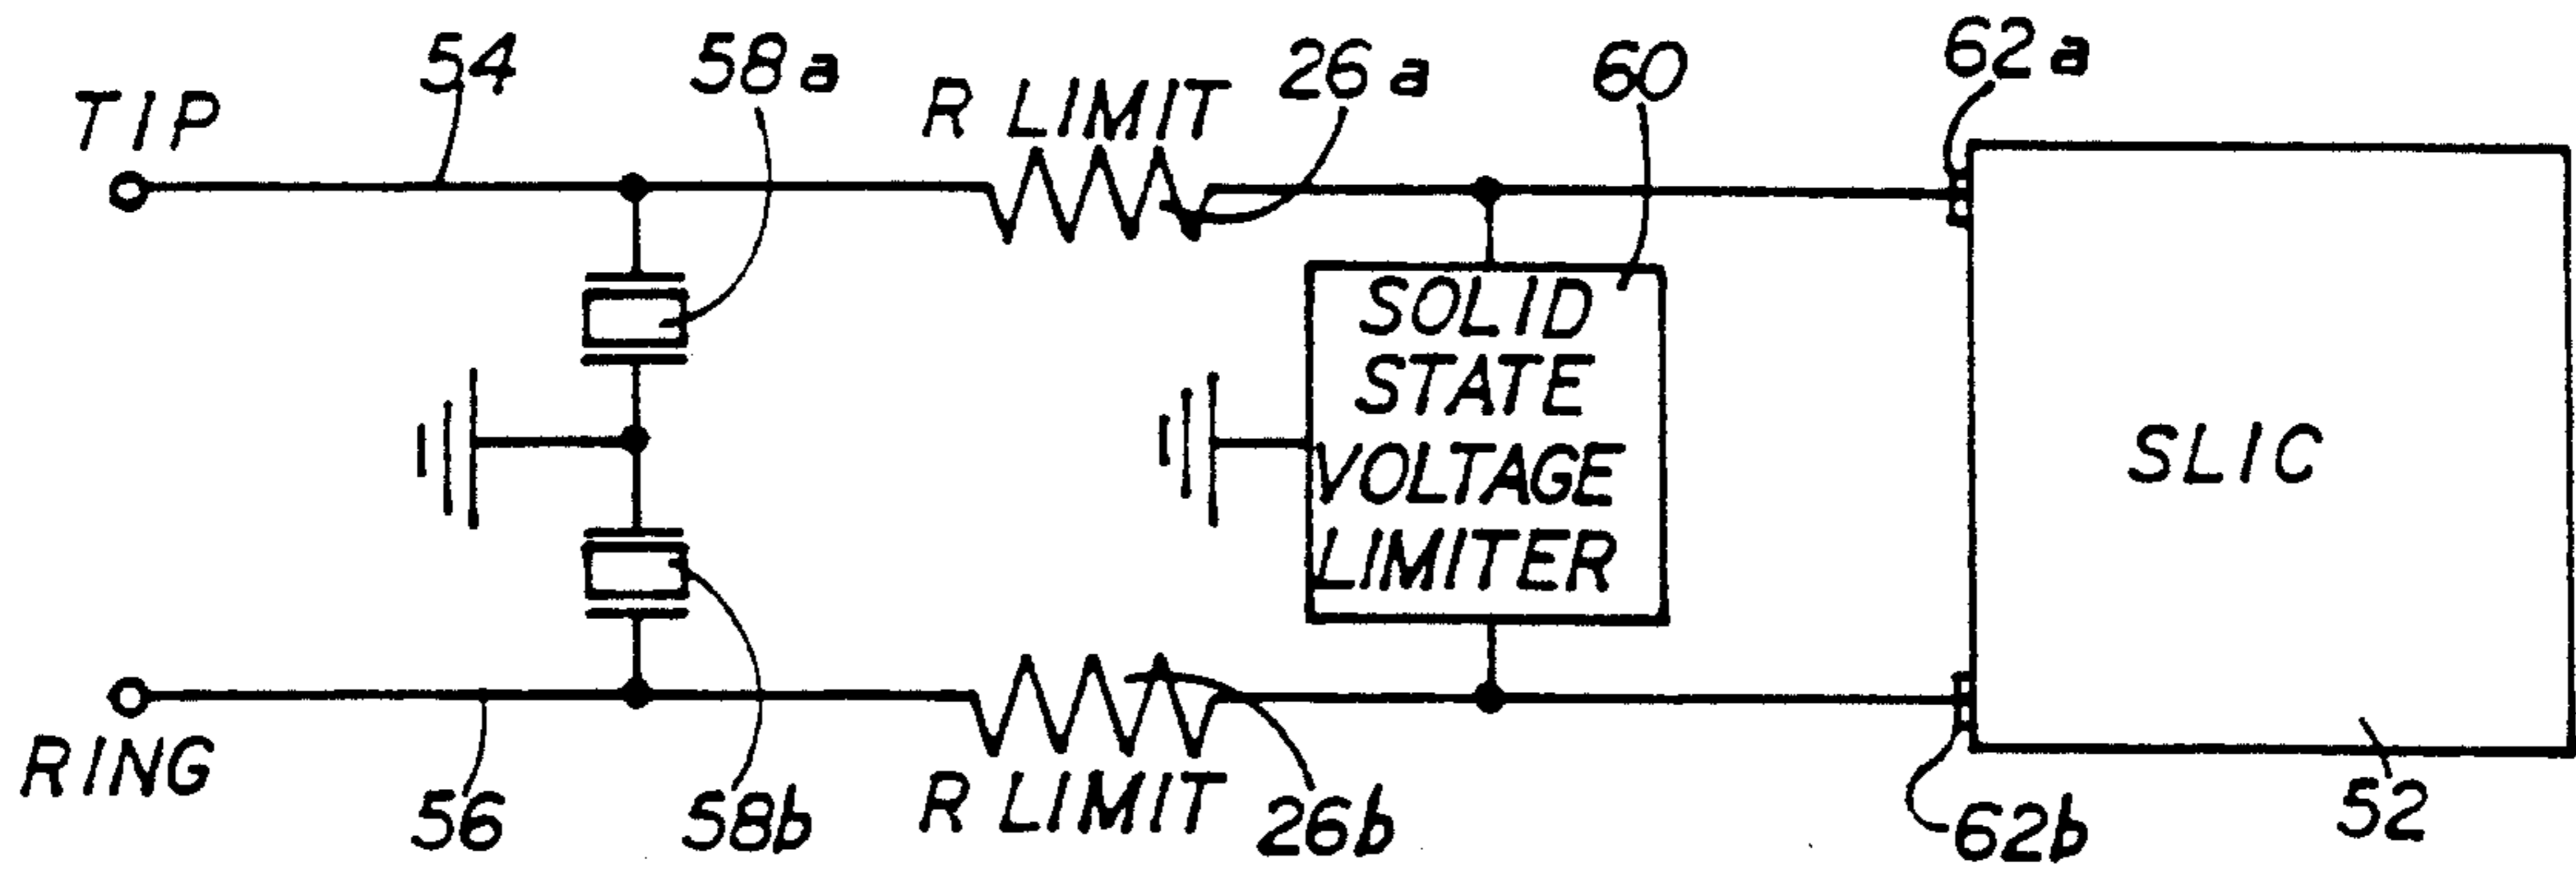 54
58a
26a
60
62a
TIP
R LIMIT
SOLID
STATE
VOLTAGE
LIMITER
SLIC
RING
56
58b
R LIMIT
26b
62b
52